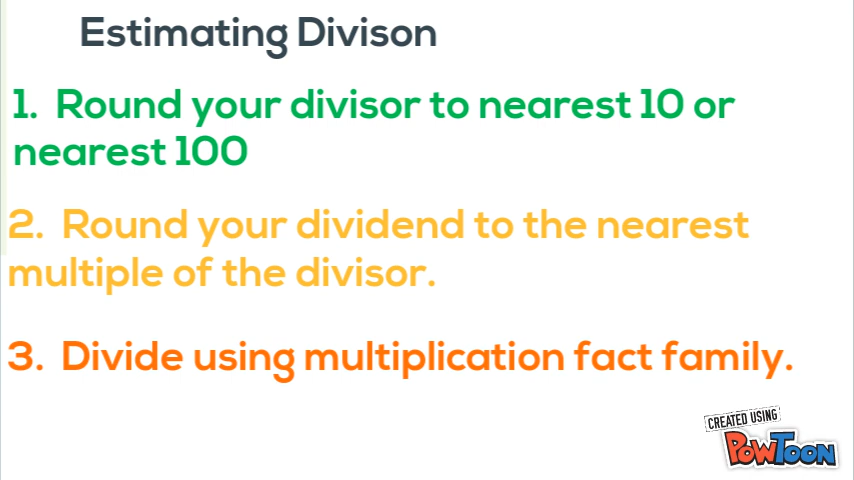 Estimating Divison
1. Round your divisor to nearest 10 or
nearest 100
2. Round your dividend to the nearest
multiple of the divisor.
3. Divide using multiplication fact family.
CREATED USING
POWTOON